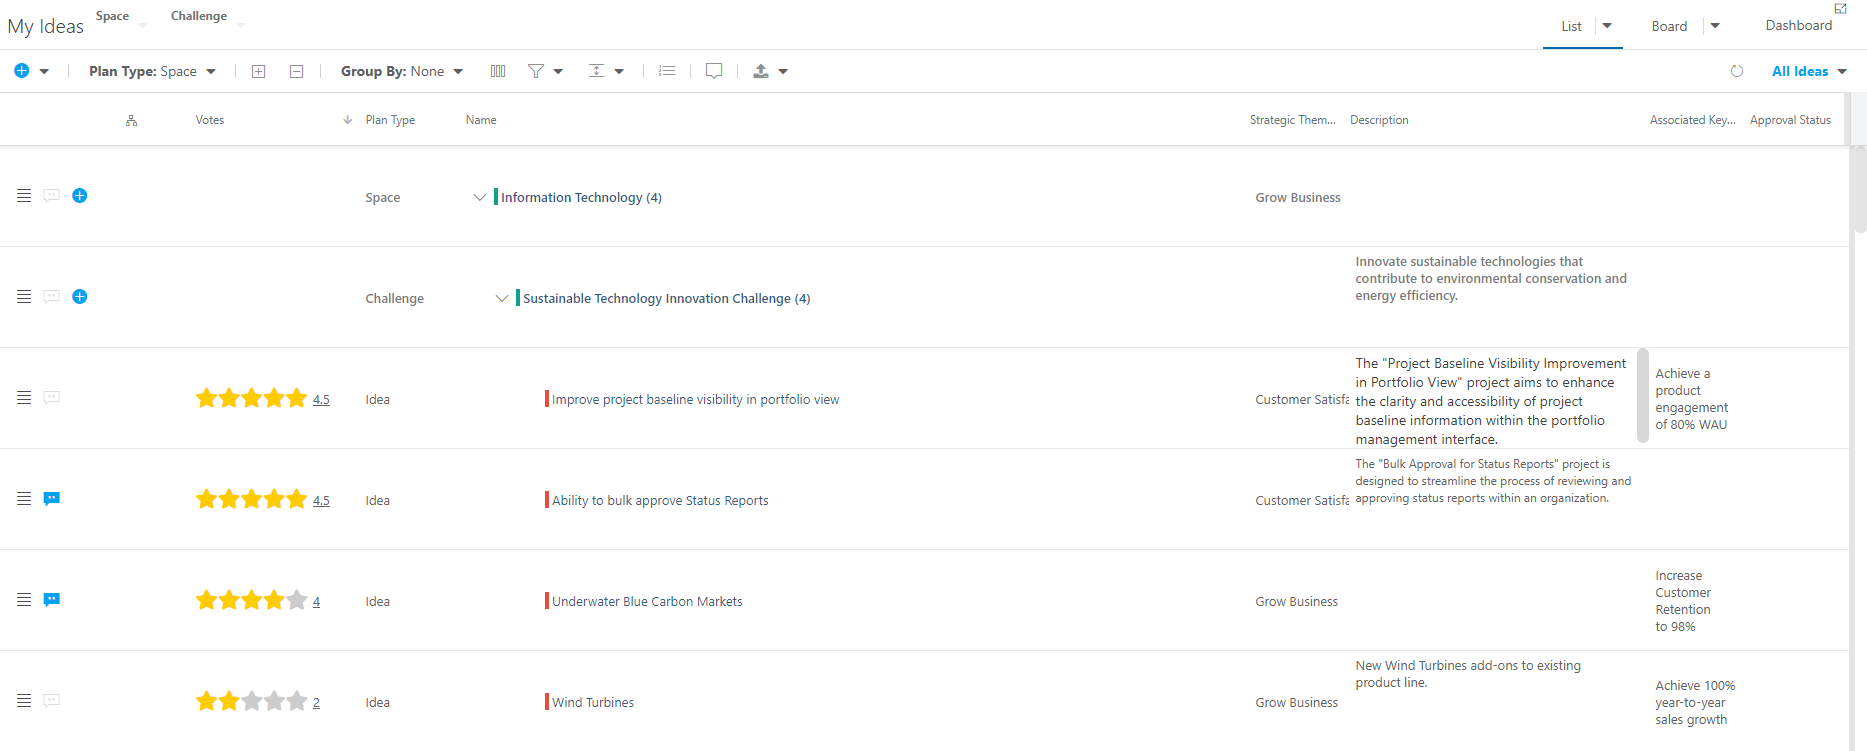 My Ideas
Space
Challenge
List
Board
Dashboard
Plan Type: Space
Group By: None
All Ideas
Votes
Plan Type
Name
Strategic Them...
Description
Associated Key...
Approval Status
Space
Information Technology (4)
Grow Business
Challenge
Sustainable Technology Innovation Challenge (4)
Innovate sustainable technologies that
contribute to environmental conservation and
energy efficiency.
4.5
Idea
Improve project baseline visibility in portfolio view
Customer Satisfa
The "Project Baseline Visibility Improvement
in Portfolio View" project aims to enhance
the clarity and accessibility of project
baseline information within the portfolio
management interface.
Achieve a
product
engagement
of 80% WAU
4.5
Idea
Ability to bulk approve Status Reports
Customer Satisfa
The "Bulk Approval for Status Reports" project is
designed to streamline the process of reviewing and
approving status reports within an organization.
4
Idea
Underwater Blue Carbon Markets
Grow Business
Increase
Customer
Retention
to 98%
2
Idea
Wind Turbines
Grow Business
New Wind Turbines add-ons to existing
product line.
Achieve 100%
year-to-year
sales growth